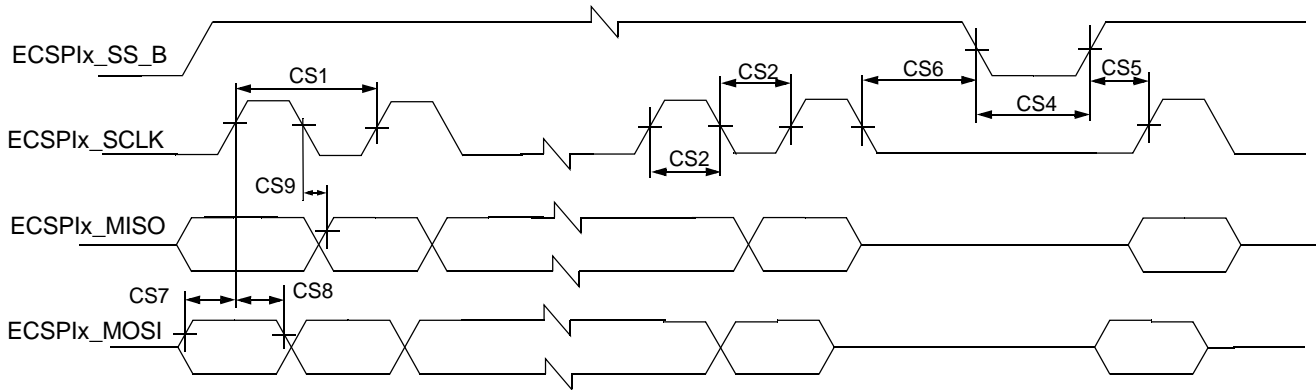 ECSPIx_SS_B
CS1
CS2
CS6
CS5
CS4
ECSPIx_SCLK
CS2
CS9
ECSPIx_MISO
CS7
CS8
ECSPIx_MOSI